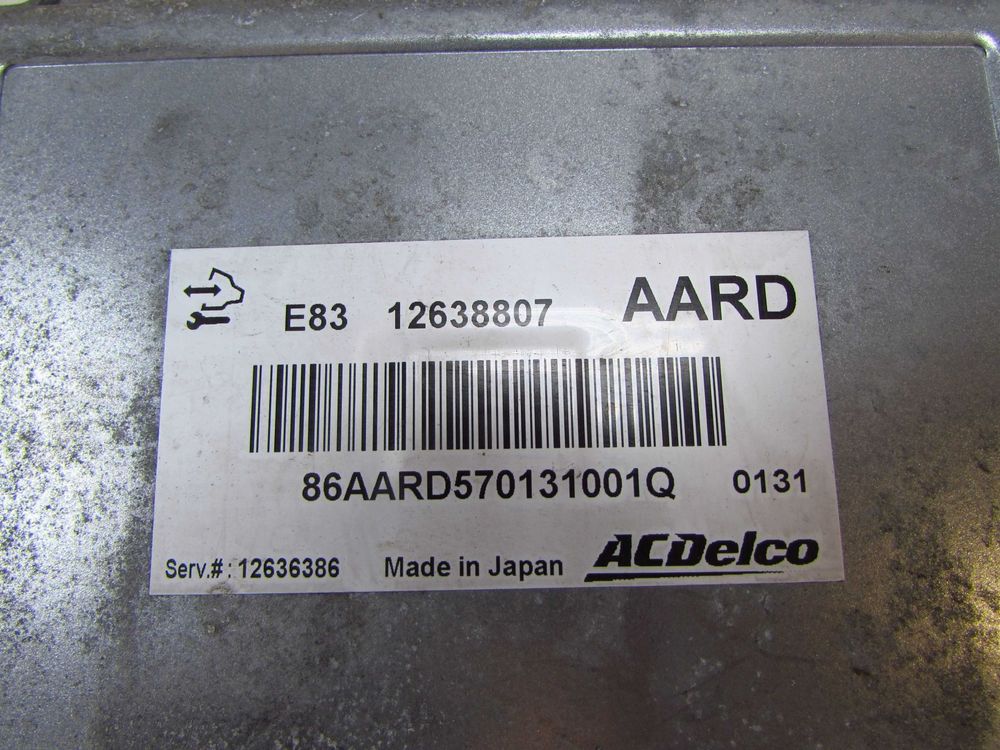 E83 12638807 AARD
86AARD570131001Q 0131
Serv.#: 12636386 Made in Japan ACDelco